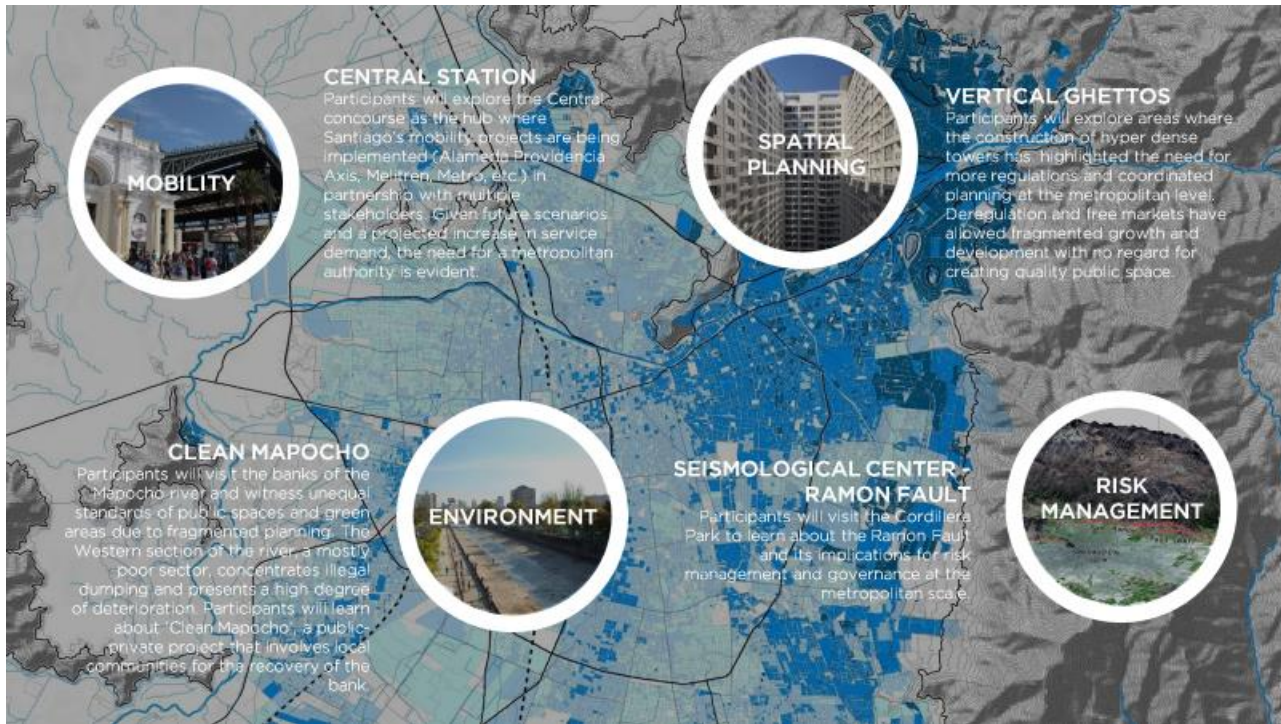 MOBILITY
CENTRAL STATION
Participants will explore the Central
concourse as the hub where
Santiago's mobility projects are being
implemented (Alameda Providencia
Axis, Melitren, Metro, etc.) in
partnership with multiple
stakeholders. Given future scenarios
and a projected increase in service
demand, the need for a metropolitan
authority is evident.
SPATIAL
PLANNING
VERTICAL GHETTOS
Participants will explore areas where
the construction of hyper dense
towers has highlighted the need for
more regulations and coordinated
planning at the metropolitan level.
Deregulation and free markets have
allowed fragmented growth and
development with no regard for
creating quality public space.
CLEAN MAPOCHO
Participants will visit the banks of the
Mapocho river and witness unequal
standards of public spaces and green
areas due to fragmented planning. The
Western section of the river, a mostly
poor sector, concentrates illegal
dumping and presents a high degree
of deterioration. Participants will learn
about 'Clean Mapocho', a public-
private project that involves local
communities for the recovery of the
bank.
ENVIRONMENT
SEISMOLOGICAL CENTER -
RAMON FAULT
Participants will visit the Cordillera
Park to learn about the Ramon Fault
and its implications for risk
management and governance at the
metropolitan scale.
RISK
MANAGEMENT